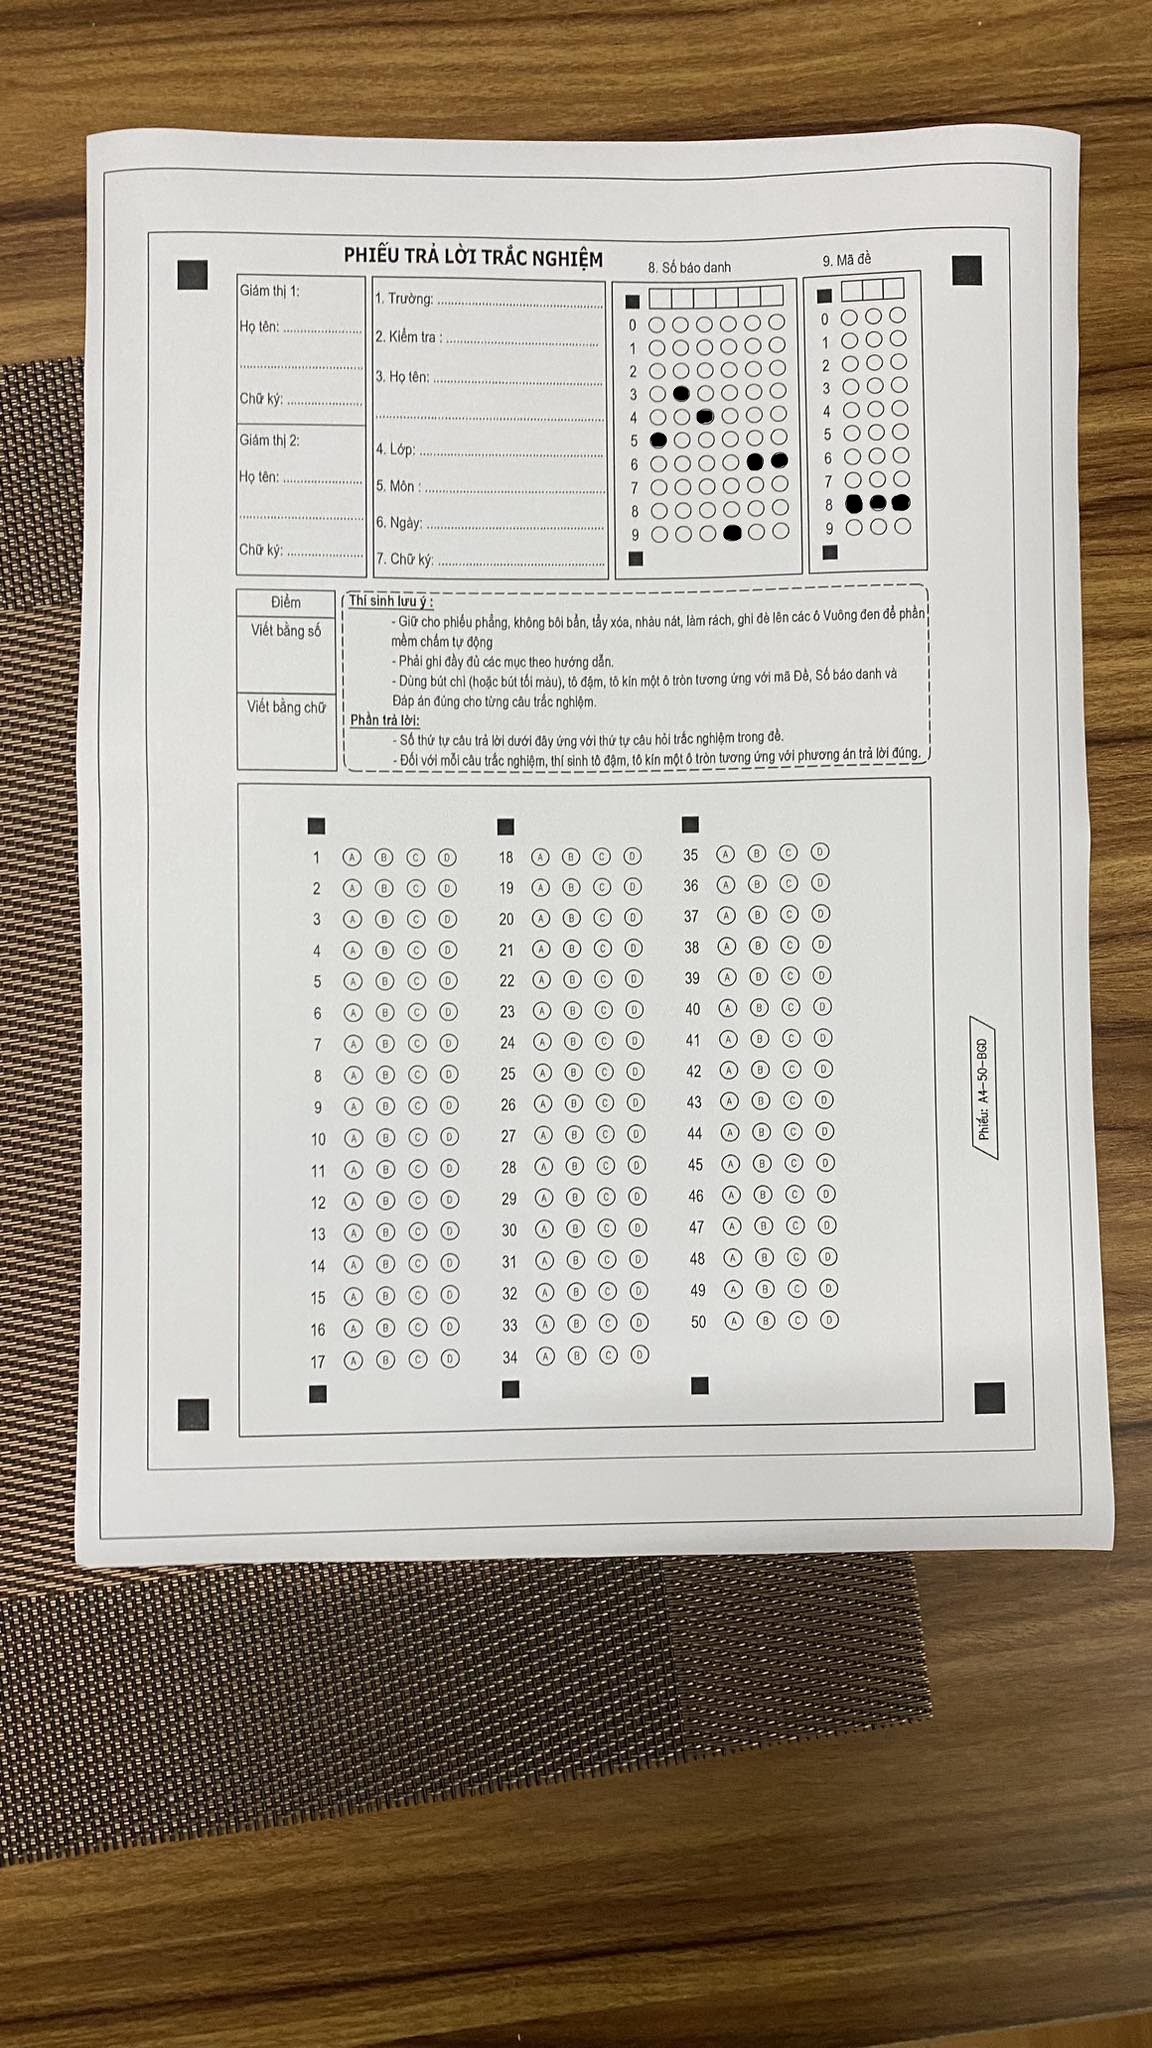 PHIẾU TRẢ LỜI TRẮC NGHIỆM
Giám thị 1:
Họ tên: ....................
..............................
Chữ ký: ...................
Giám thị 2:
Họ tên: ....................
..............................
Chữ ký: ...................
1. Trường: ..........................................
2. Kiểm tra : ......................................
3. Họ tên: ...........................................
.........................................................
4. Lớp: ..............................................
5. Môn : .............................................
6. Ngày: .............................................
7. Chữ ký: ..........................................
8. Số báo danh
0
1
2
3
4
5
6
7
8
9
9. Mã đề
0
1
2
3
4
5
6
7
8
9
Điểm
Viết bằng số
Viết bằng chữ
Thí sinh lưu ý :
- Giữ cho phiếu phẳng, không bôi bẩn, tẩy xóa, nhàu nát, làm rách, ghi đè lên các ô Vuông đen để phần
mềm chấm tự động
- Phải ghi đầy đủ các mục theo hướng dẫn.
- Dùng bút chì (hoặc bút tối màu), tô đậm, tô kín một ô tròn tương ứng với mã Đề, Số báo danh và
Đáp án đúng cho từng câu trắc nghiệm.
Phần trả lời:
- Số thứ tự câu trả lời dưới đây ứng với thứ tự câu hỏi trắc nghiệm trong đề.
- Đối với mỗi câu trắc nghiệm, thí sinh tô đậm, tô kín một ô tròn tương ứng với phương án trả lời đúng.
1 A B C D
2 A B C D
3 A B C D
4 A B C D
5 A B C D
6 A B C D
7 A B C D
8 A B C D
9 A B C D
10 A B C D
11 A B C D
12 A B C D
13 A B C D
14 A B C D
15 A B C D
16 A B C D
17 A B C D
18 A B C D
19 A B C D
20 A B C D
21 A B C D
22 A B C D
23 A B C D
24 A B C D
25 A B C D
26 A B C D
27 A B C D
28 A B C D
29 A B C D
30 A B C D
31 A B C D
32 A B C D
33 A B C D
34 A B C D
35 A B C D
36 A B C D
37 A B C D
38 A B C D
39 A B C D
40 A B C D
41 A B C D
42 A B C D
43 A B C D
44 A B C D
45 A B C D
46 A B C D
47 A B C D
48 A B C D
49 A B C D
50 A B C D
Phiếu: A4-50-BGD